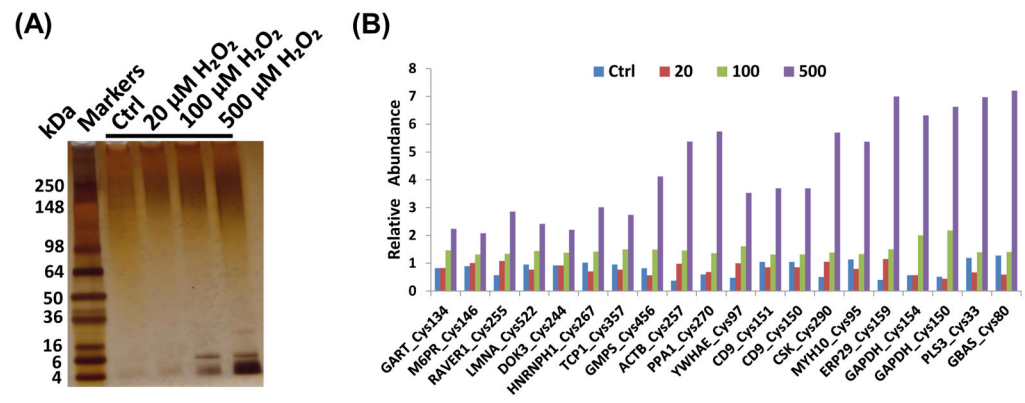 (A)
kDa
Markers
Ctrl
20 µM H₂O₂
100 µM H₂O₂
500 µM H₂O₂
250
148
98
64
50
36
16
6
4
(B)
Ctrl 20 100 500
Relative Abundance
8
7
6
5
4
3
2
1
0
GART_Cys134
M6PR_Cys146
RAVER1_Cys255
LMNA_Cys522
DOK3_Cys244
HNRNPH1_Cys267
TCP1_Cys357
GMPS_Cys456
ACTB_Cys257
PPA1_Cys270
YWHAE_Cys97
CD9_Cys151
CD9_Cys150
CSK_Cys290
MYH10_Cys95
ERP29_Cys159
GAPDH_Cys154
GAPDH_Cys150
PLS3_Cys33
GBAS_Cys80